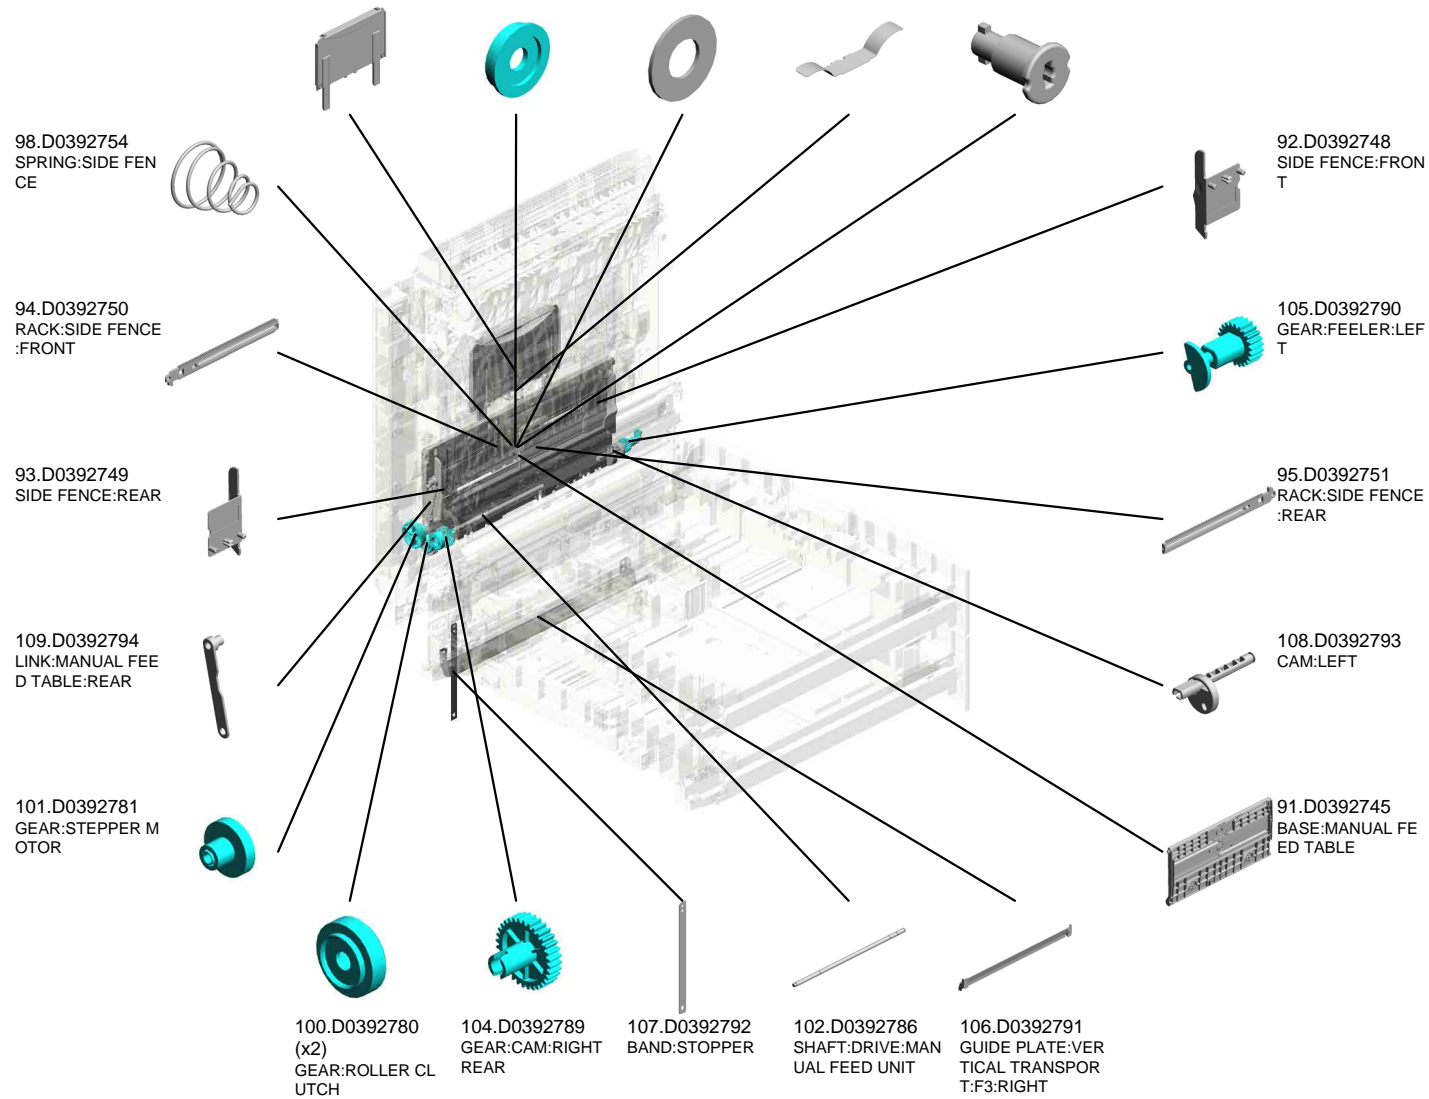 98.D0392754
SPRING:SIDE FEN
CE
92.D0392748
SIDE FENCE:FRON
T
94.D0392750
RACK:SIDE FENCE
:FRONT
105.D0392790
GEAR:FEELER:LEF
T
93.D0392749
SIDE FENCE:REAR
95.D0392751
RACK:SIDE FENCE
:REAR
109.D0392794
LINK:MANUAL FEE
D TABLE:REAR
108.D0392793
CAM:LEFT
101.D0392781
GEAR:STEPPER M
OTOR
91.D0392745
BASE:MANUAL FE
ED TABLE
100.D0392780
(x2)
GEAR:ROLLER CL
UTCH
104.D0392789
GEAR:CAM:RIGHT
REAR
107.D0392792
BAND:STOPPER
102.D0392786
SHAFT:DRIVE:MAN
UAL FEED UNIT
106.D0392791
GUIDE PLATE:VER
TICAL TRANSPOR
T:F3:RIGHT